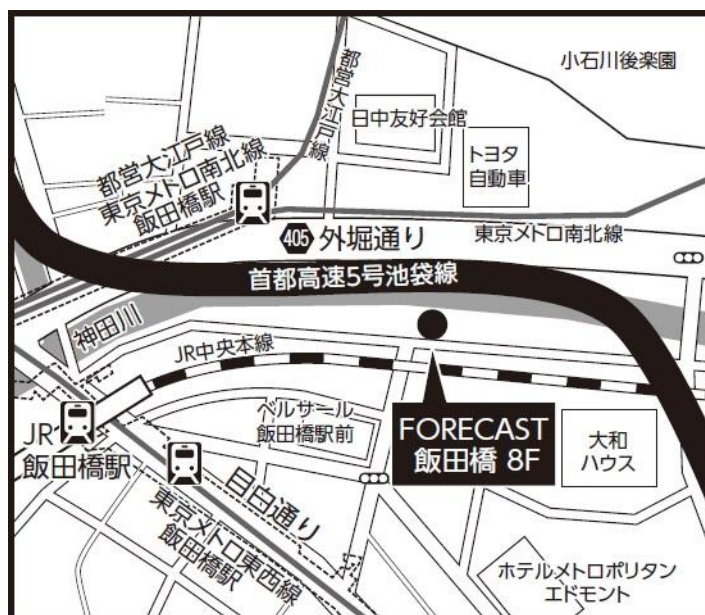 小石川後楽園
都営大江戸線
日中友好会館
トヨタ
自動車
都営大江戸線
東京メトロ南北線
飯田橋駅
405 外堀通り
東京メトロ南北線
首都高速5号池袋線
神田川
JR中央本線
ベルサール
飯田橋駅前
FORECAST
飯田橋 8F
大和
ハウス
JR
飯田橋駅
目白通り
東京メトロ東西線
飯田橋駅
ホテルメトロポリタン
エドモント